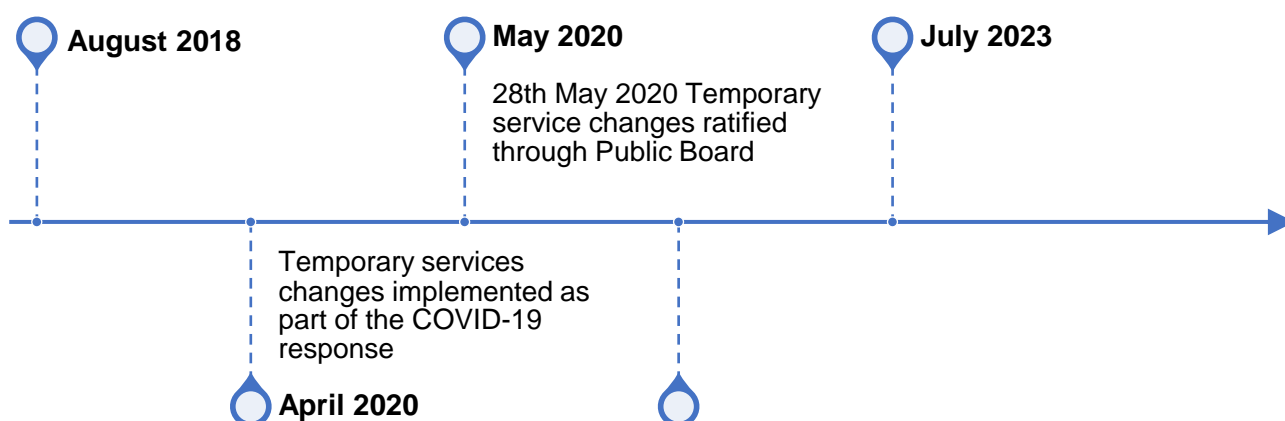 August 2018
May 2020
July 2023
28th May 2020 Temporary
service changes ratified
through Public Board
Temporary services
changes implemented as
part of the COVID-19
response
April 2020